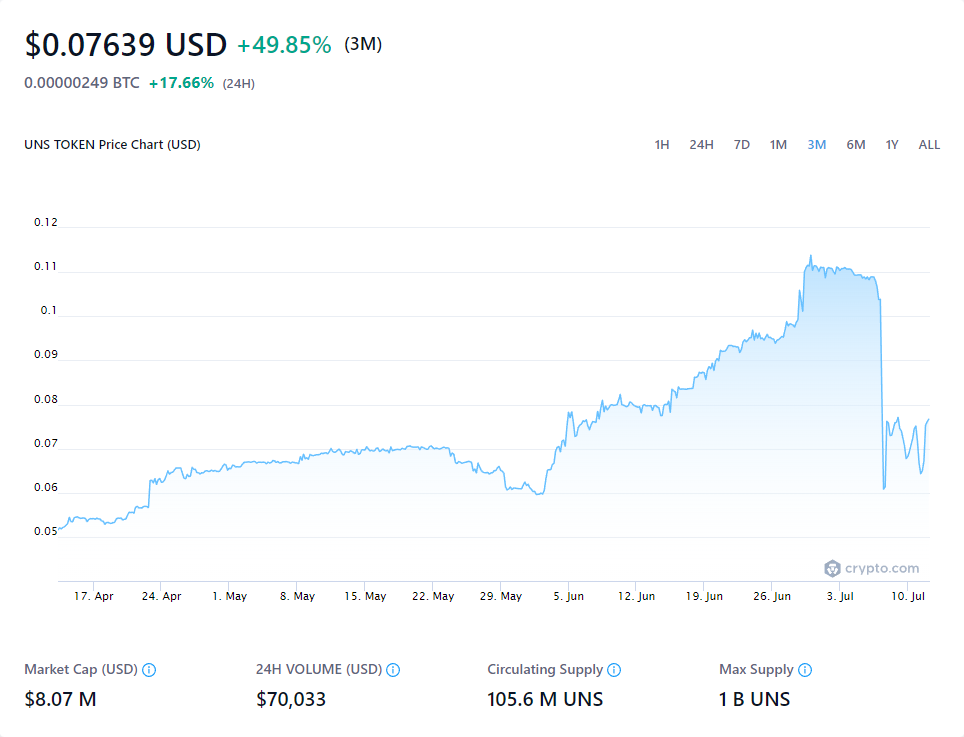 $0.07639 USD +49.85% (3M)
0.00000249 BTC +17.66% (24H)
UNS TOKEN Price Chart (USD) 1H 24H 7D 1M 3M 6M 1Y ALL
0.12
0.11
0.1
0.09
0.08
0.07
0.06
0.05
crypto.com
17. Apr 24. Apr 1. May 8. May 15. May 22. May 29. May 5. Jun 12. Jun 19. Jun 26. Jun 3. Jul 10. Jul
Market Cap (USD) 24H VOLUME (USD) Circulating Supply Max Supply
$8.07 M $70,033 105.6 M UNS 1 B UNS